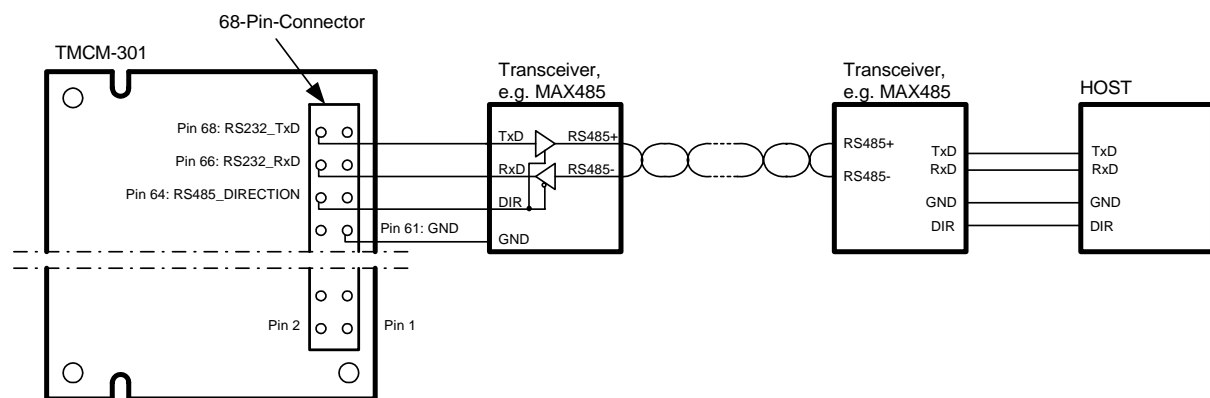 68-Pin-Connector
TMCM-301
Transceiver,
e.g. MAX485
Transceiver,
e.g. MAX485
HOST
Pin 68: RS232_TxD
Pin 66: RS232_RxD
Pin 64: RS485_DIRECTION
Pin 61: GND
Pin 2
Pin 1
TxD
RS485+
RxD
RS485-
DIR
GND
RS485+
RS485-
TxD
RxD
GND
DIR
TxD
RxD
GND
DIR